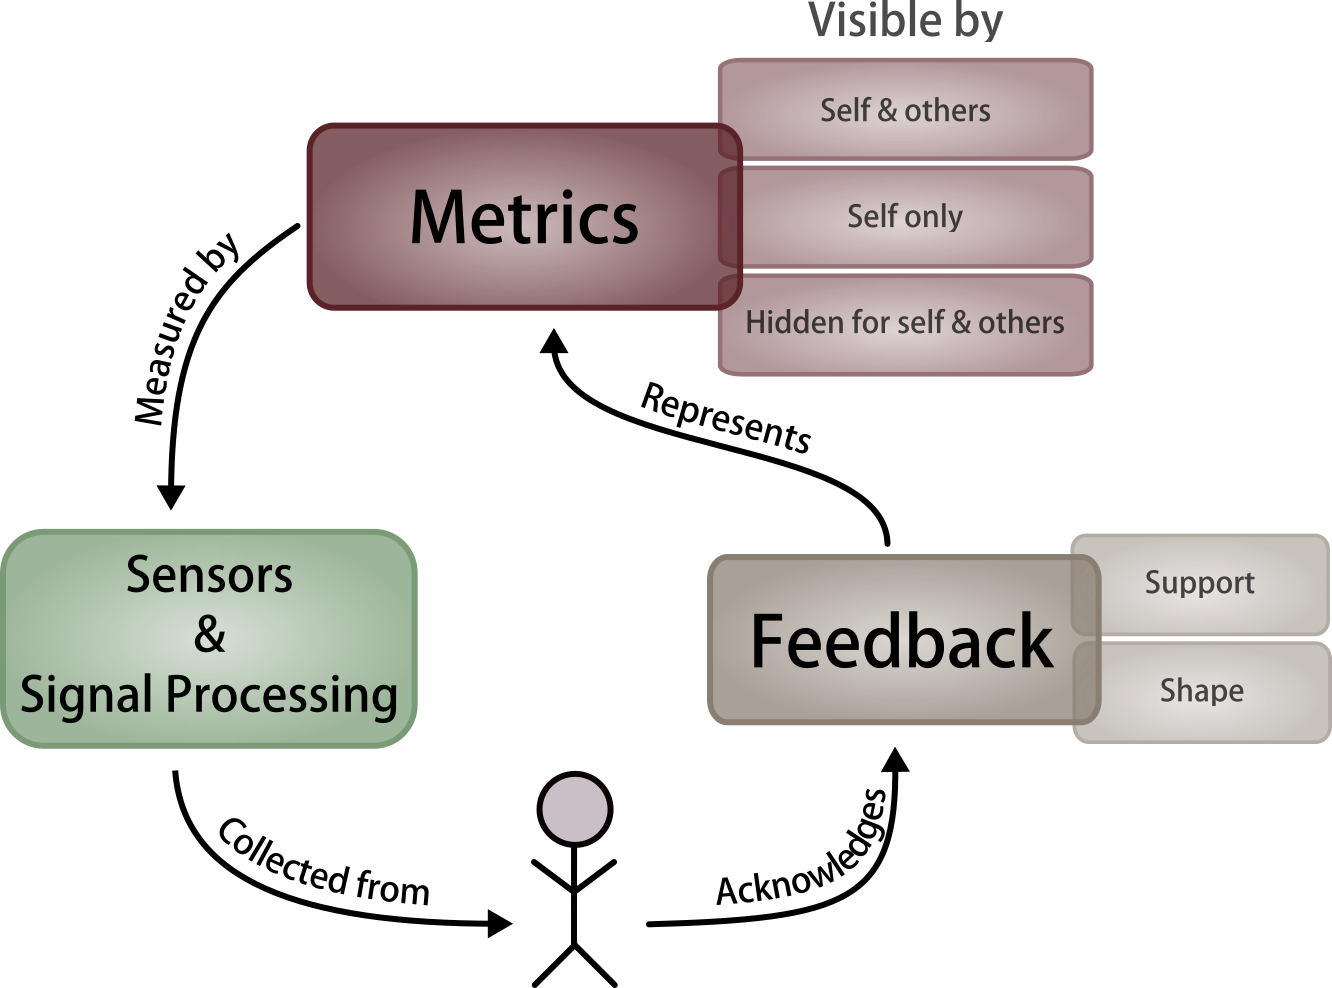 Visible by
Self & others
Metrics
Self only
Hidden for self & others
Measured by
Represents
Sensors
&
Signal Processing
Feedback
Support
Shape
Collected from
Acknowledges